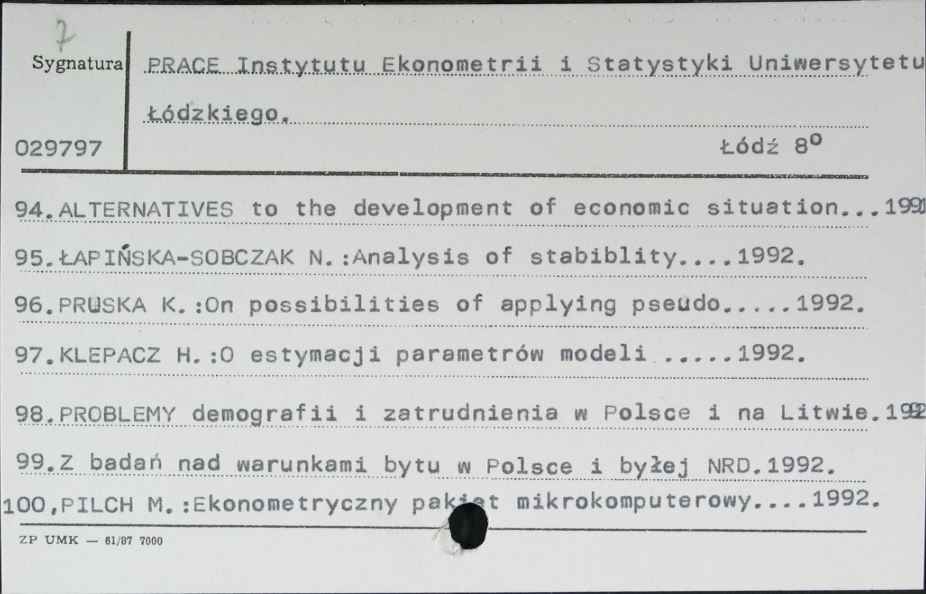 7
Sygnatura
PRACE Instytutu Ekonometrii i Statystyki Uniwersytetu
Łódzkiego.
029797
Łódź 8°
94.ALTERNATIVES to the development of economic situation...1991
95.ŁAPIŃSKA-SOBCZAK N.:Analysis of stabiblity....1992.
96.PRUSKA K.:On possibilities of applying pseudo.....1992.
97.KLEPACZ H.:O estymacji parametrów modeli .....1992.
98.PROBLEMY demografii i zatrudnienia w Polsce i na Litwie.
99.Z badań nad warunkami bytu w Polsce i byłej NRD.1992.
100,PILCH M.:Ekonometryczny pakiet mikrokomputerowy....1992.
ZP UMK — 61/87 7000